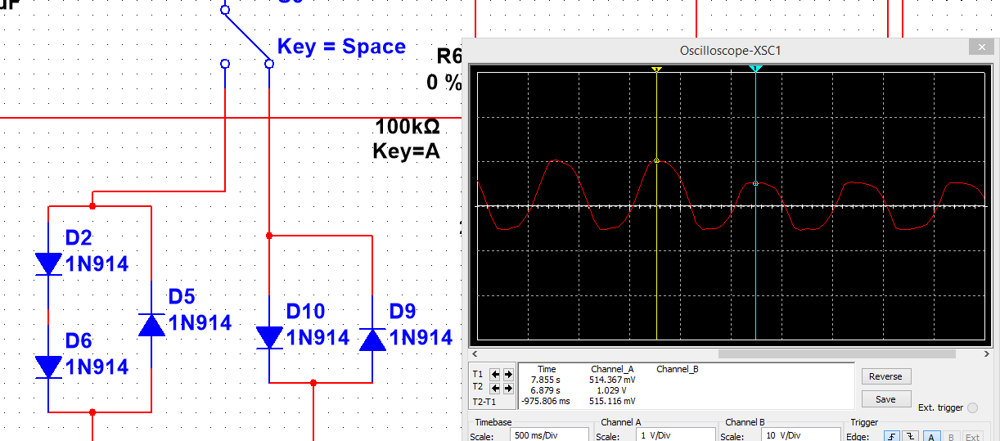 uF
Key = Space
R6
0 %
100kΩ
Key=A
D2
1N914
D5
1N914
D6
1N914
D10
1N914
D9
1N914
Oscilloscope-XSC1
T1
T2
T2-T1
Time Channel_A Channel_B
7.855 s 514.367 mV
6.879 s 1.029 V
-975.806 ms 515.116 mV
Reverse
Save
Ext. trigger
Timebase
Scale: 500 ms/Div
Channel A
Scale: 1 V/Div
Channel B
Scale: 10 V/Div
Trigger
Edge: A B Ext